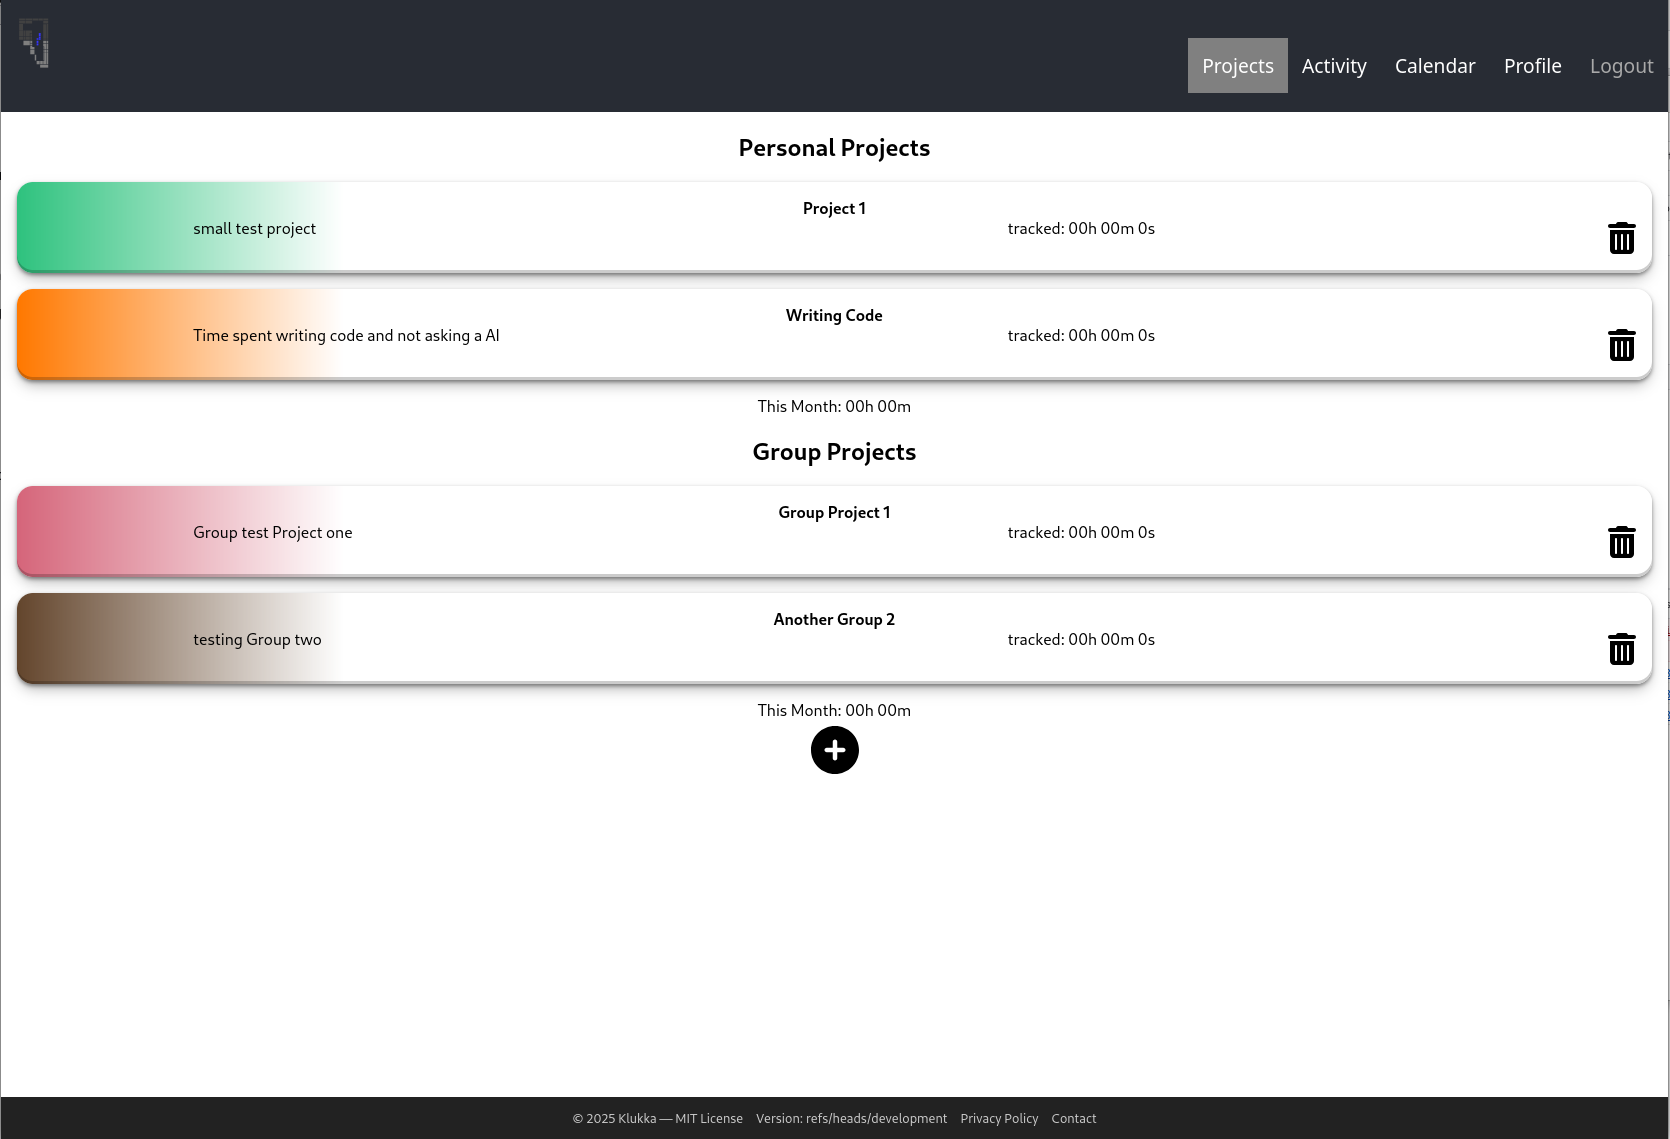 Projects Activity Calendar Profile Logout
Personal Projects
Project 1
small test project tracked: 00h 00m 0s
Writing Code
Time spent writing code and not asking a AI tracked: 00h 00m 0s
This Month: 00h 00m
Group Projects
Group Project 1
Group test Project one tracked: 00h 00m 0s
Another Group 2
testing Group two tracked: 00h 00m 0s
This Month: 00h 00m
© 2025 Klukka — MIT License Version: refs/heads/development Privacy Policy Contact